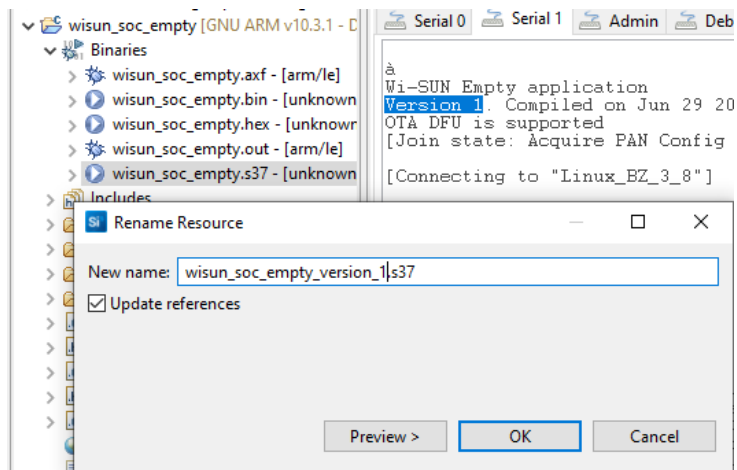 wisun_soc_empty [GNU ARM v10.3.1 - D
Binaries
wisun_soc_empty.axf - [arm/le]
wisun_soc_empty.bin - [unknown
wisun_soc_empty.hex - [unknown
wisun_soc_empty.out - [arm/le]
wisun_soc_empty.s37 - [unknown
Includes
Serial 0
Serial 1
Admin
Deb
à
Wi-SUN Empty application
Version 1. Compiled on Jun 29 20
OTA DFU is supported
[Join state: Acquire PAN Config
[Connecting to "Linux_BZ_3_8"]
Si Rename Resource
New name: wisun_soc_empty_version_1.s37
Update references
Preview >
OK
Cancel